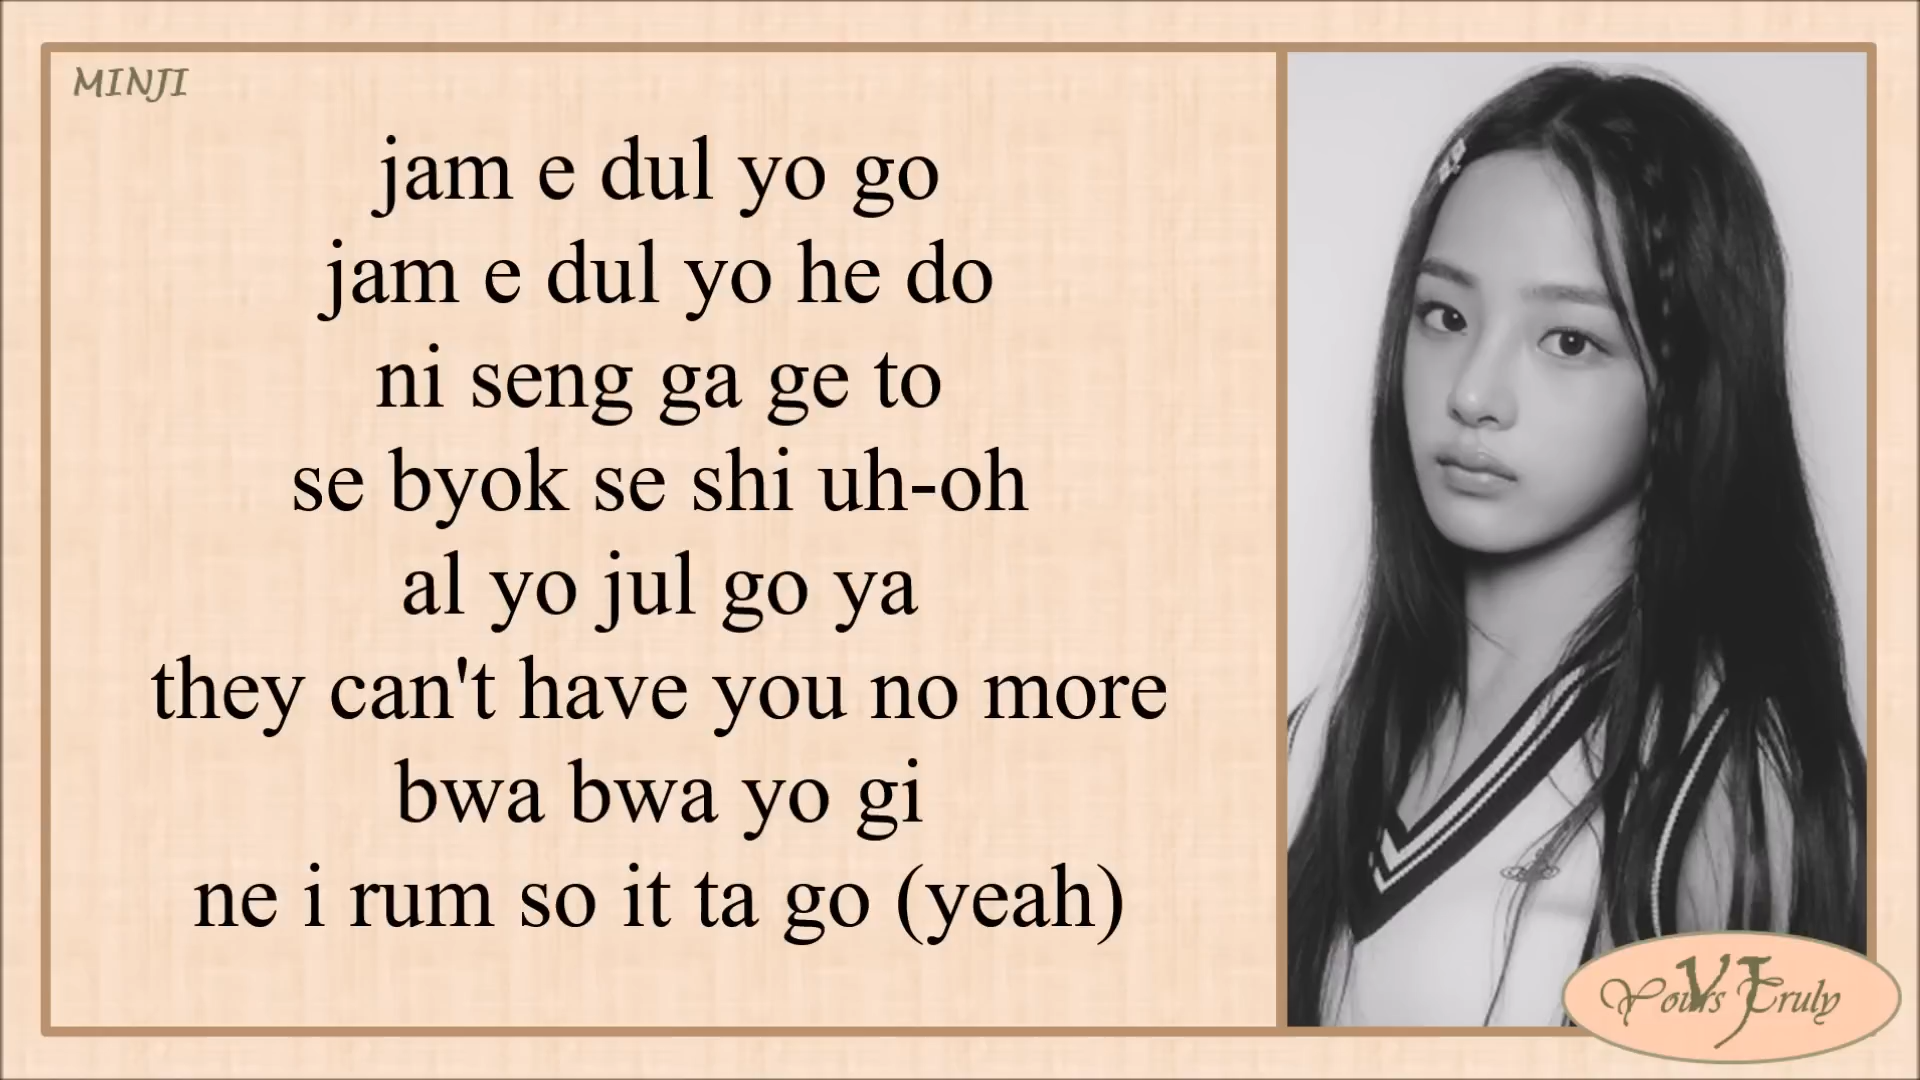 MINJI
jam e dul yo go
jam e dul yo he do
ni seng ga ge to
se byok se shi uh-oh
al yo jul go ya
they can't have you no more
bwa bwa yo gi
ne i rum so it ta go (yeah)
Yours Truly
VJ